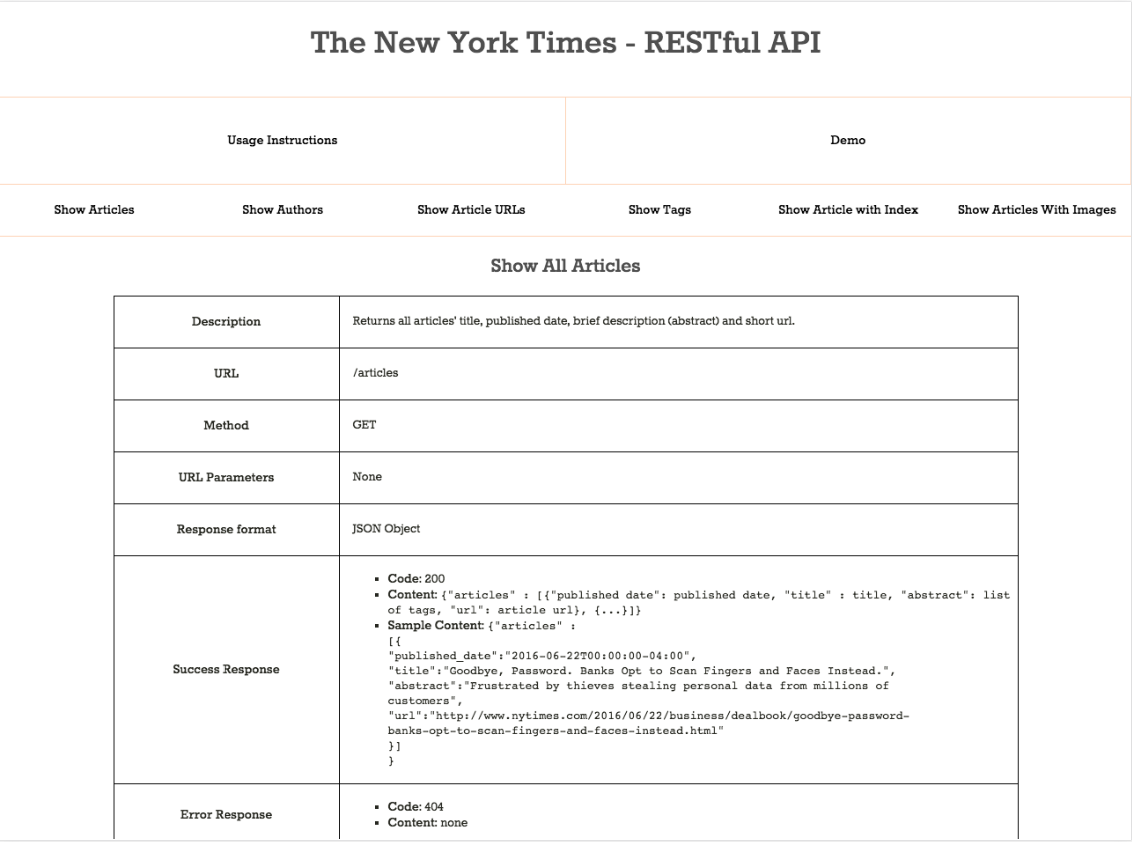 The New York Times - RESTful API
Usage Instructions
Demo
Show Articles
Show Authors
Show Article URLs
Show Tags
Show Article with Index
Show Articles With Images
Show All Articles
Description
Returns all articles' title, published date, brief description (abstract) and short url.
URL
/articles
Method
GET
URL Parameters
None
Response format
JSON Object
Success Response
▪ Code: 200
▪ Content: {"articles" : [{"published date": published date, "title" : title, "abstract": list
of tags, "url": article url}, {...}]}
▪ Sample Content: {"articles" :
[{
"published_date":"2016-06-22T00:00:00-04:00",
"title":"Goodbye, Password. Banks Opt to Scan Fingers and Faces Instead.",
"abstract":"Frustrated by thieves stealing personal data from millions of
customers",
"url":"http://www.nytimes.com/2016/06/22/business/dealbook/goodbye-password-
banks-opt-to-scan-fingers-and-faces-instead.html"
}]
}
Error Response
▪ Code: 404
▪ Content: none